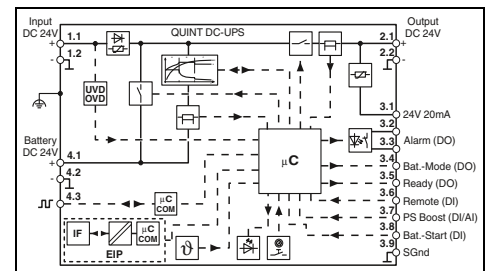 Input
DC 24V
1.1
+
1.2
-
QUINT DC-UPS
Output
DC 24V
2.1
+
2.2
-
UVD
OVD
3.1
24V 20mA
3.2
3.3
Alarm (DO)
Battery
DC 24V
4.1
+
4.2
-
4.3
µC
3.4
Bat.-Mode (DO)
3.5
Ready (DO)
3.6
Remote (DI)
3.7
PS Boost (DI/AI)
3.8
Bat.-Start (DI)
3.9
SGnd
µC
COM
IF
µC
COM
EIP
ϑ